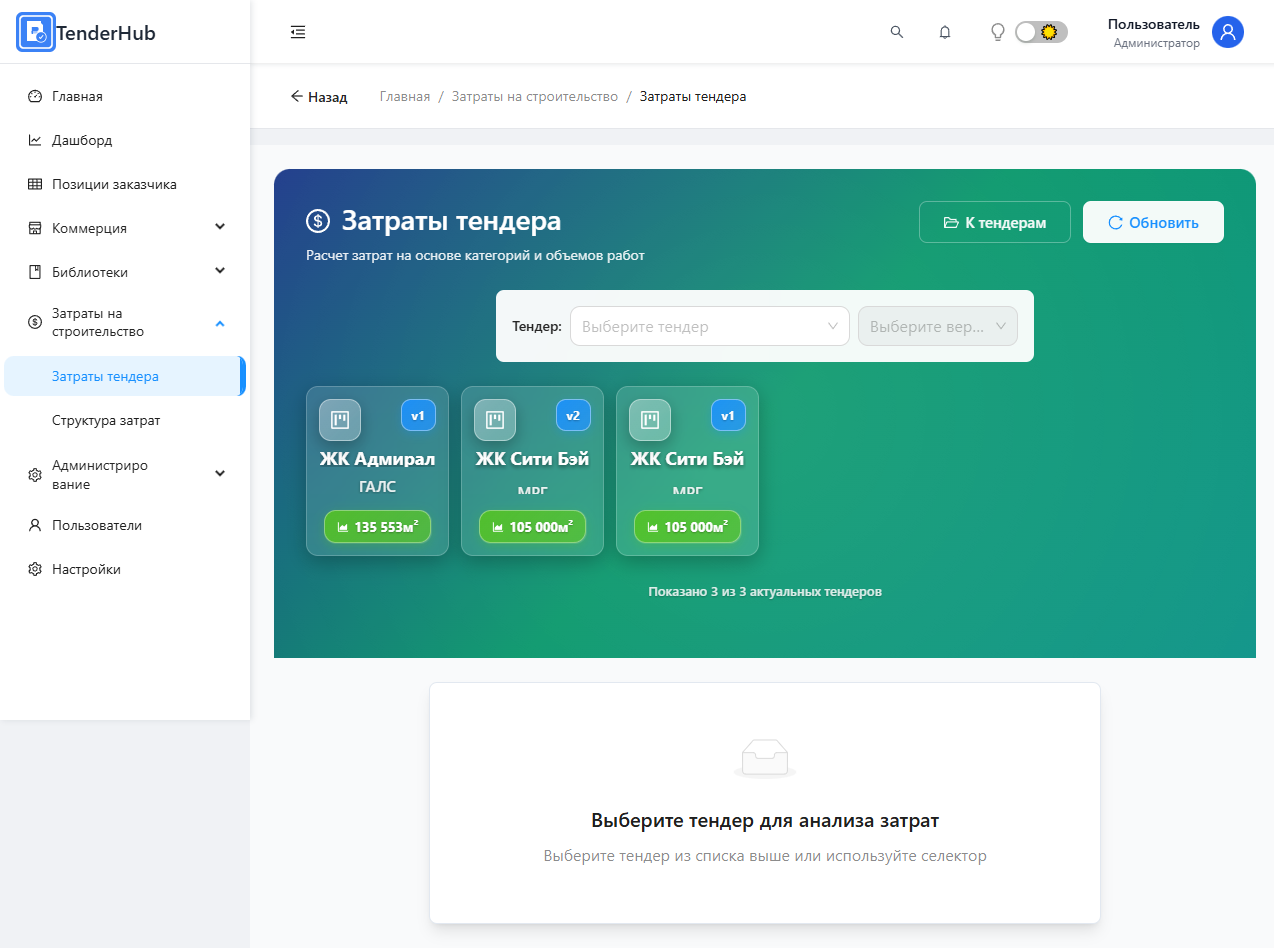 TenderHub
Пользователь
Администратор
Главная
Дашборд
Позиции заказчика
Коммерция
Библиотеки
Затраты на
строительство
Затраты тендера
Структура затрат
Администриро
вание
Пользователи
Настройки
Назад
Главная / Затраты на строительство / Затраты тендера
Затраты тендера
Расчет затрат на основе категорий и объемов работ
К тендерам
Обновить
Тендер: Выберите тендер
Выберите вер...
v1
ЖК Адмирал
ГАЛС
135 553м²
v2
ЖК Сити Бэй
МРГ
105 000м²
v1
ЖК Сити Бэй
МРГ
105 000м²
Показано 3 из 3 актуальных тендеров
Выберите тендер для анализа затрат
Выберите тендер из списка выше или используйте селектор